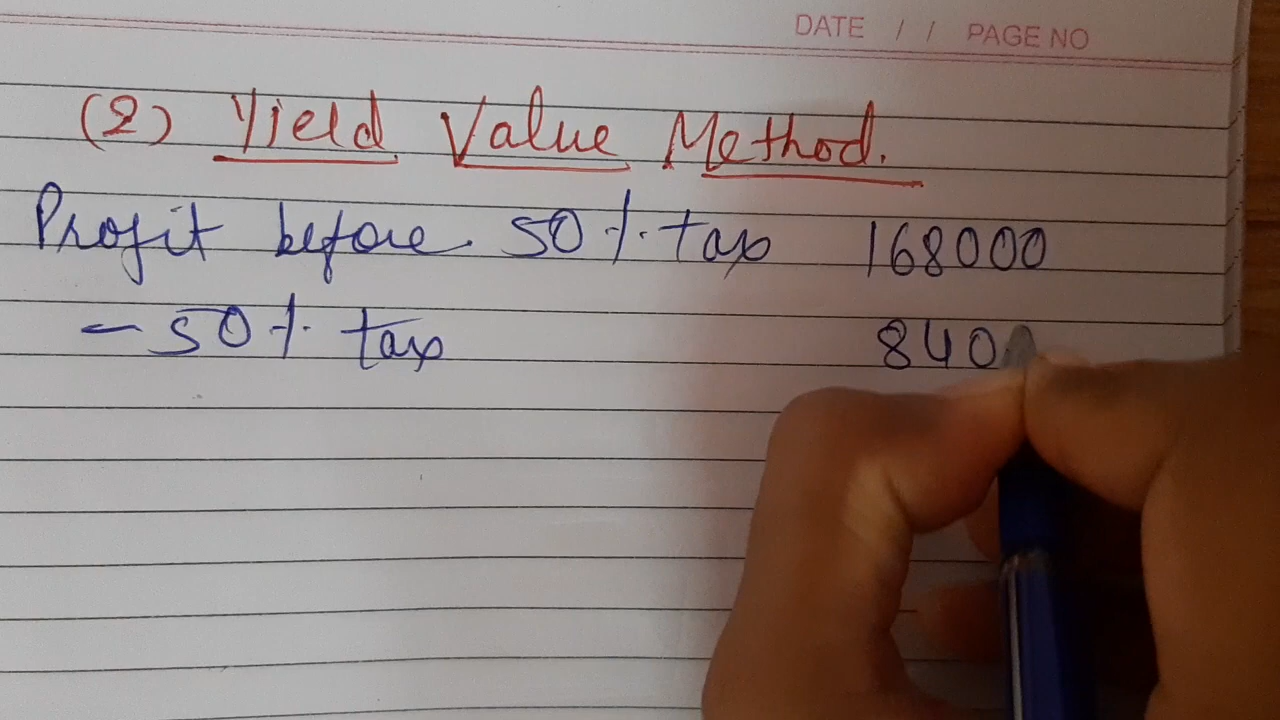 DATE / / PAGE NO
(2) Yield Value Method.
Profit before 50% tax 168000
- 50% tax 840